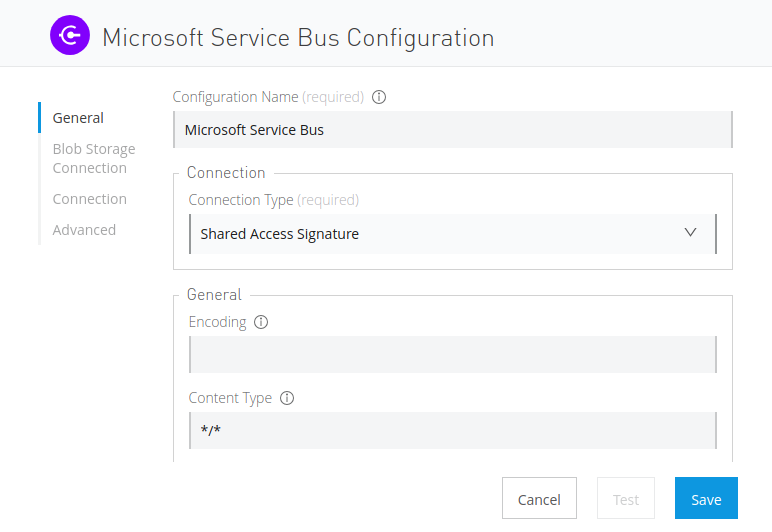 Microsoft Service Bus Configuration
General
Blob Storage
Connection
Connection
Advanced
Configuration Name (required)
Microsoft Service Bus
Connection
Connection Type (required)
Shared Access Signature
General
Encoding
Content Type
*/*
Cancel
Test
Save